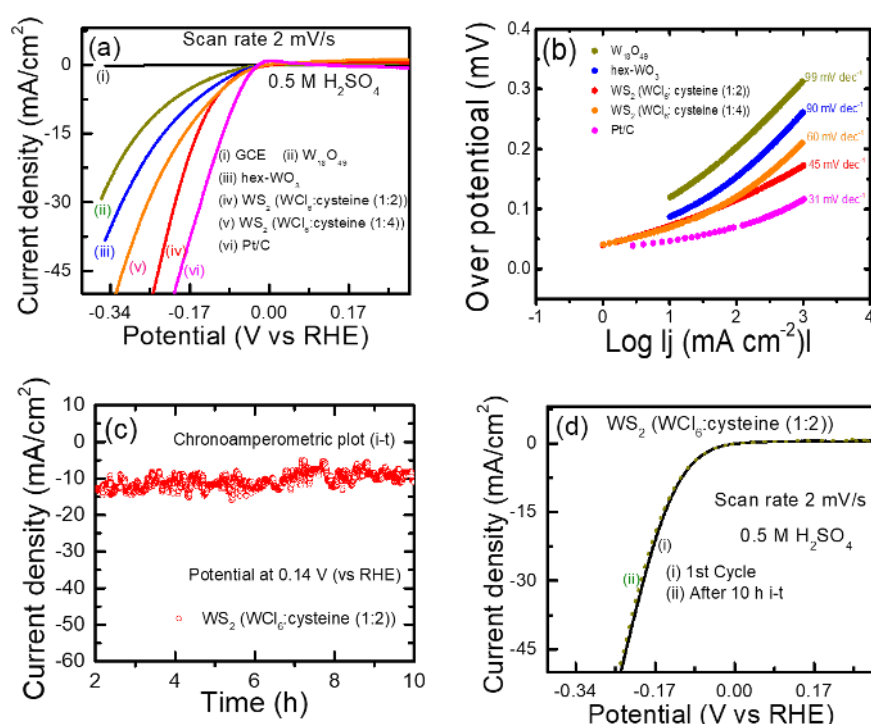 (a)
Scan rate 2 mV/s
0.5 M H₂SO₄
(i)
(i) GCE (ii) W₁₈O₄₉
(iii) hex-WO₃
(iv) WS₂ (WCl₆:cysteine (1:2))
(v) WS₂ (WCl₆:cysteine (1:4))
(vi) Pt/C
(ii)
(iii)
(v)
(iv)
(vi)
0
-15
-30
-45
-0.34 -0.17 0.00 0.17
Current density (mA/cm²)
Potential (V vs RHE)
(b)
W₁₈O₄₉
hex-WO₃
WS₂ (WCl₆: cysteine (1:2))
WS₂ (WCl₆: cysteine (1:4))
Pt/C
99 mV dec⁻¹
90 mV dec⁻¹
60 mV dec⁻¹
45 mV dec⁻¹
31 mV dec⁻¹
0.4
0.3
0.2
0.1
0.0
-1 0 1 2 3 4
Over potentioal (mV)
Log |j (mA cm⁻²)|
(c)
Chronoamperometric plot (i-t)
Potential at 0.14 V (vs RHE)
WS₂ (WCl₆:cysteine (1:2))
10
5
0
-5
-10
-15
-20
-25
-30
-35
-40
-45
-50
-55
-60
2 4 6 8 10
Current density (mA/cm²)
Time (h)
(d)
WS₂ (WCl₆:cysteine (1:2))
Scan rate 2 mV/s
0.5 M H₂SO₄
(i)
(ii)
(i) 1st Cycle
(ii) After 10 h i-t
0
-15
-30
-45
-0.34 -0.17 0.00 0.17
Current density (mA/cm²)
Potential (V vs RHE)